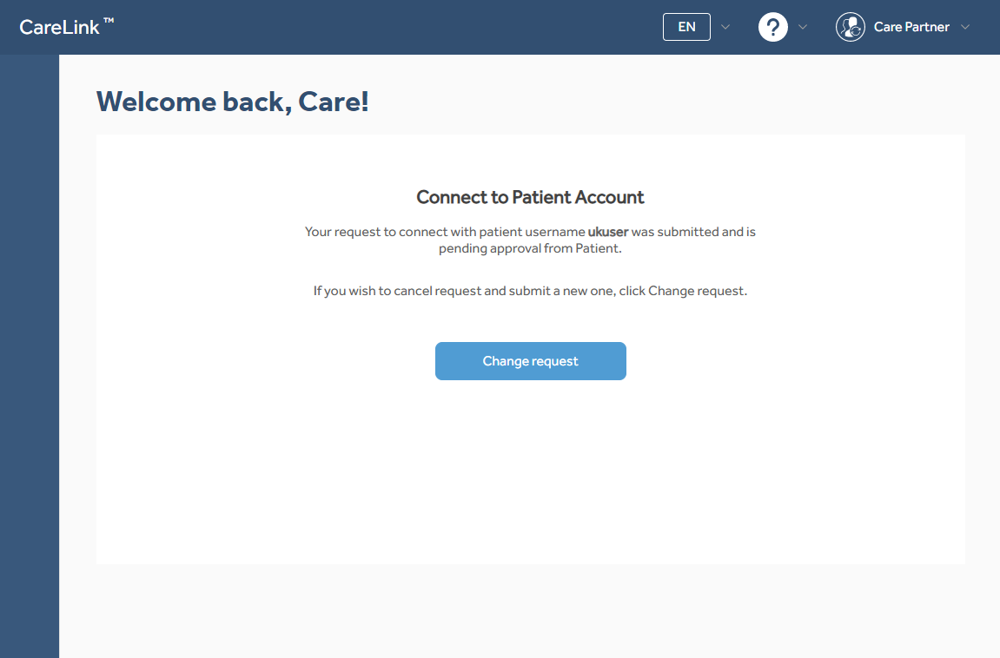 CareLink ™
EN
?
Care Partner
Welcome back, Care!
Connect to Patient Account
Your request to connect with patient username ukuser was submitted and is
pending approval from Patient.
If you wish to cancel request and submit a new one, click Change request.
Change request